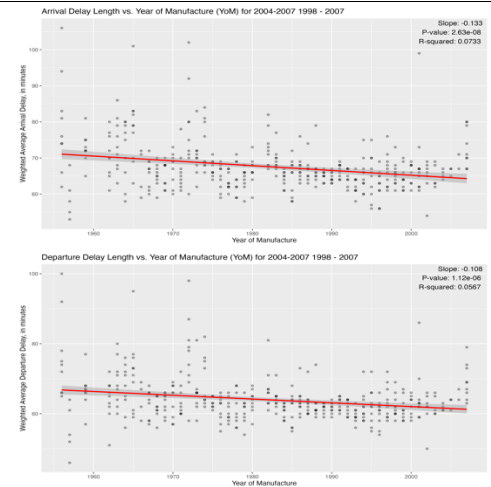 Arrival Delay Length vs. Year of Manufacture (YoM) for 2004-2007 1998 - 2007
Slope: -0.133
P-value: 2.63e-08
R-squared: 0.0733
Weighted Average Arrival Delay, in minutes
100
90
80
70
60
1960
1970
1980
1990
2000
Year of Manufacture
Departure Delay Length vs. Year of Manufacture (YoM) for 2004-2007 1998 - 2007
Slope: -0.108
P-value: 1.12e-06
R-squared: 0.0567
Weighted Average Departure Delay, in minutes
100
80
60
1960
1970
1980
1990
2000
Year of Manufacture